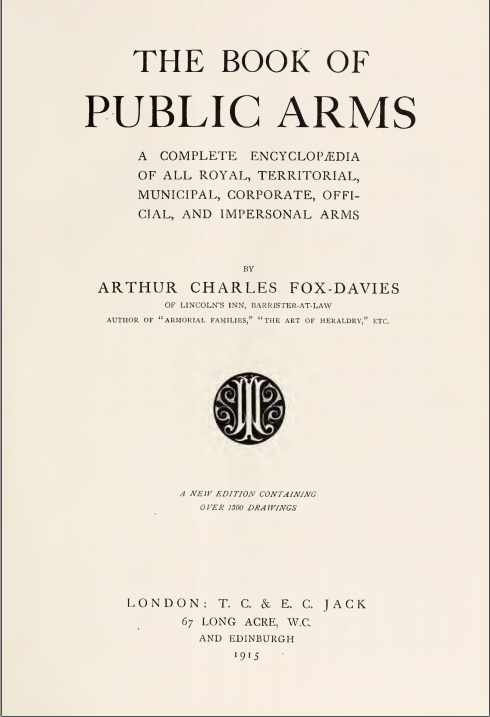 THE BOOK OF
PUBLIC ARMS
A COMPLETE ENCYCLOPÆDIA
OF ALL ROYAL, TERRITORIAL,
MUNICIPAL, CORPORATE, OFFI-
CIAL, AND IMPERSONAL ARMS
BY
ARTHUR CHARLES FOX-DAVIES
OF LINCOLN'S INN, BARRISTER-AT-LAW
AUTHOR OF "ARMORIAL FAMILIES," "THE ART OF HERALDRY," ETC.
A NEW EDITION CONTAINING
OVER 1300 DRAWINGS
LONDON: T. C. & E. C. JACK
67 LONG ACRE, W.C.
AND EDINBURGH
1915